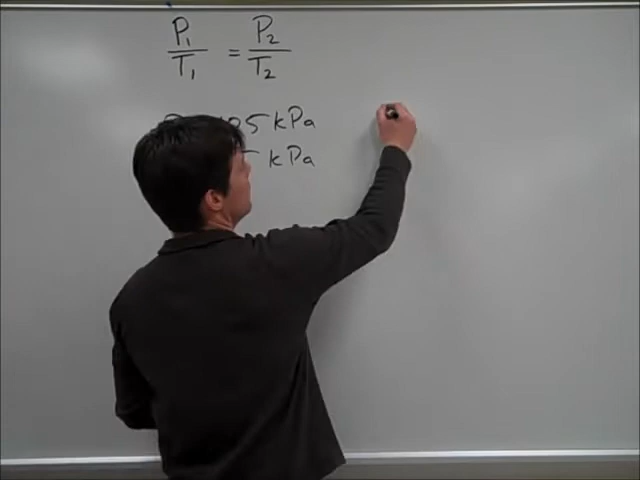 P₁/T₁ = P₂/T₂
5 kPa
kPa